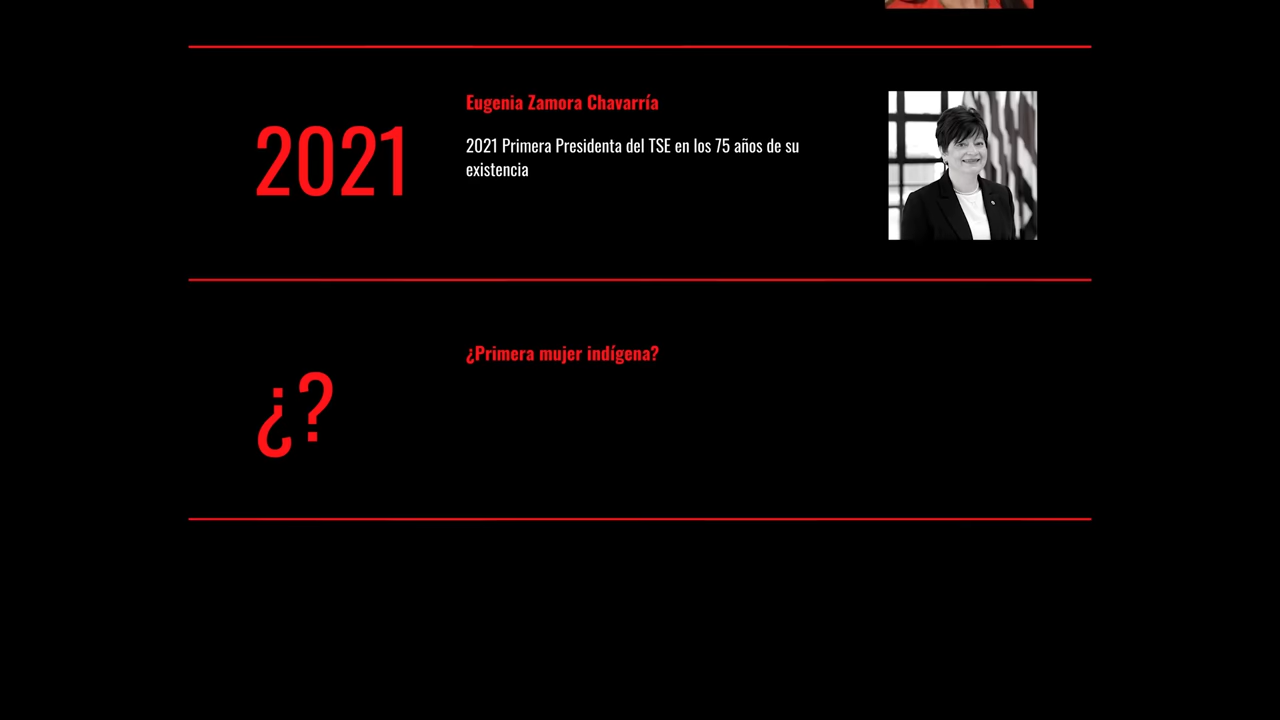 2021
Eugenia Zamora Chavarría
2021 Primera Presidenta del TSE en los 75 años de su
existencia
¿?
¿Primera mujer indígena?